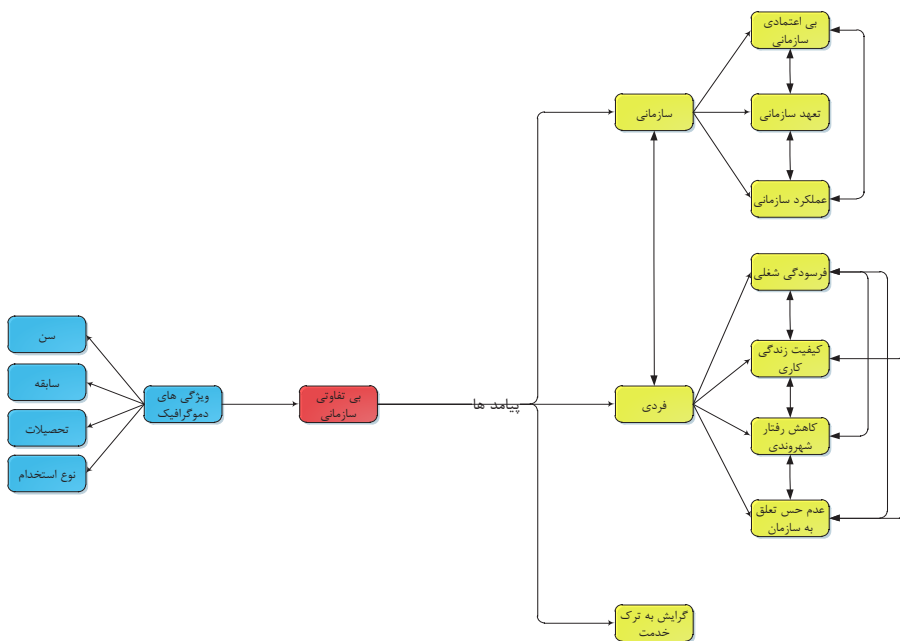 بی اعتمادی
سازمانی
سازمانی
تعهد سازمانی
عملکرد سازمانی
فرسودگی شغلی
سن
کیفیت زندگی
کاری
سابقه
ویژگی های
دموگرافیک
بی تفاوتی
سازمانی
پیامد ها
فردی
تحصیلات
کاهش رفتار
شهروندی
نوع استخدام
عدم حس تعلق
به سازمان
گرایش به ترک
خدمت